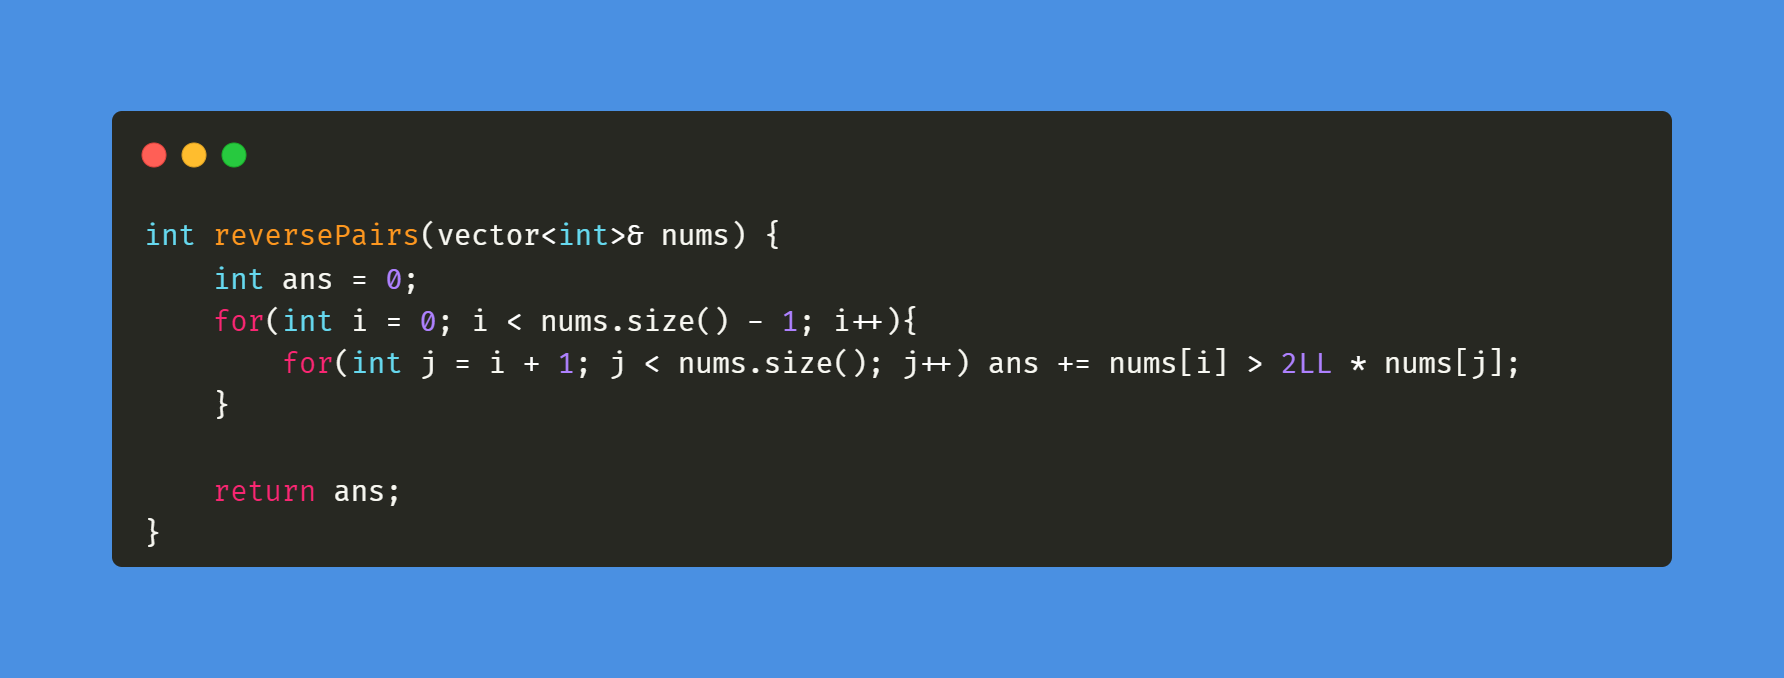 int reversePairs(vector<int>& nums) {
    int ans = 0;
    for(int i = 0; i < nums.size() - 1; i++){
        for(int j = i + 1; j < nums.size(); j++) ans += nums[i] > 2LL * nums[j];
    }

    return ans;
}